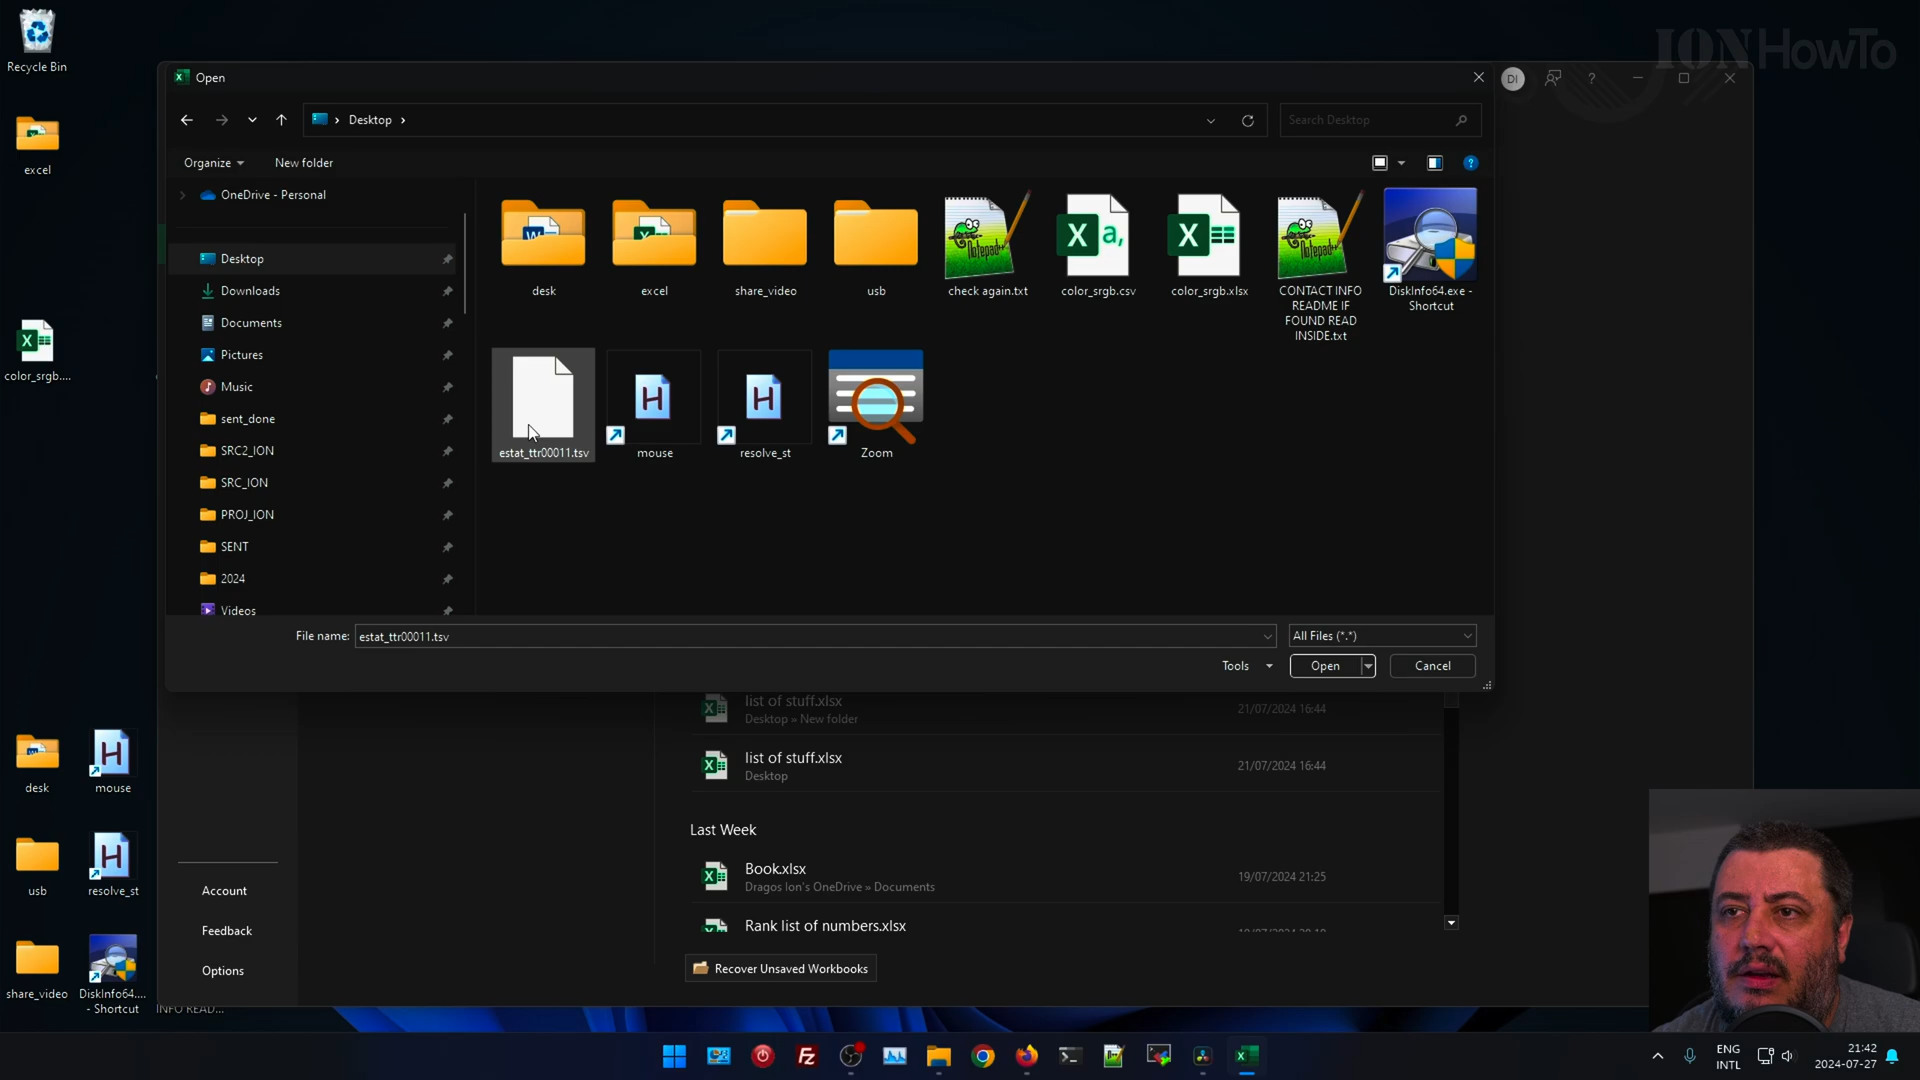 IONHowTo
Recycle Bin
excel
color_srgb....
desk
mouse
usb
resolve_st
share_video
DiskInfo64....
- Shortcut
INFO READ...
Open
DI
?
Desktop
Search Desktop
Organize
New folder
OneDrive - Personal
Desktop
Downloads
Documents
Pictures
Music
sent_done
SRC2_ION
SRC_ION
PROJ_ION
SENT
2024
Videos
desk
excel
share_video
usb
check again.txt
color_srgb.csv
color_srgb.xlsx
CONTACT INFO
README IF
FOUND READ
INSIDE.txt
DiskInfo64.exe -
Shortcut
estat_ttr00011.tsv
mouse
resolve_st
Zoom
File name:
estat_ttr00011.tsv
All Files (*.*)
Tools
Open
Cancel
list of stuff.xlsx
Desktop » New folder
21/07/2024 16:44
list of stuff.xlsx
Desktop
21/07/2024 16:44
Last Week
Book.xlsx
Dragos Ion's OneDrive » Documents
19/07/2024 21:25
Rank list of numbers.xlsx
Recover Unsaved Workbooks
Account
Feedback
Options
ENG
INTL
21:42
2024-07-27